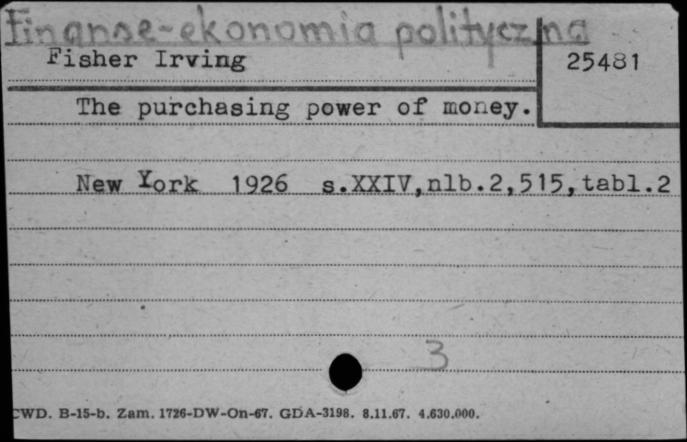 Finanse-ekonomia polityczna
Fisher Irving
25481
The purchasing power of money.
New York 1926 s.XXIV,nlb.2,515,tabl.2
3
CWD. B-15-b. Zam. 1726-DW-On-67. GDA-3198. 8.11.67. 4.630.000.